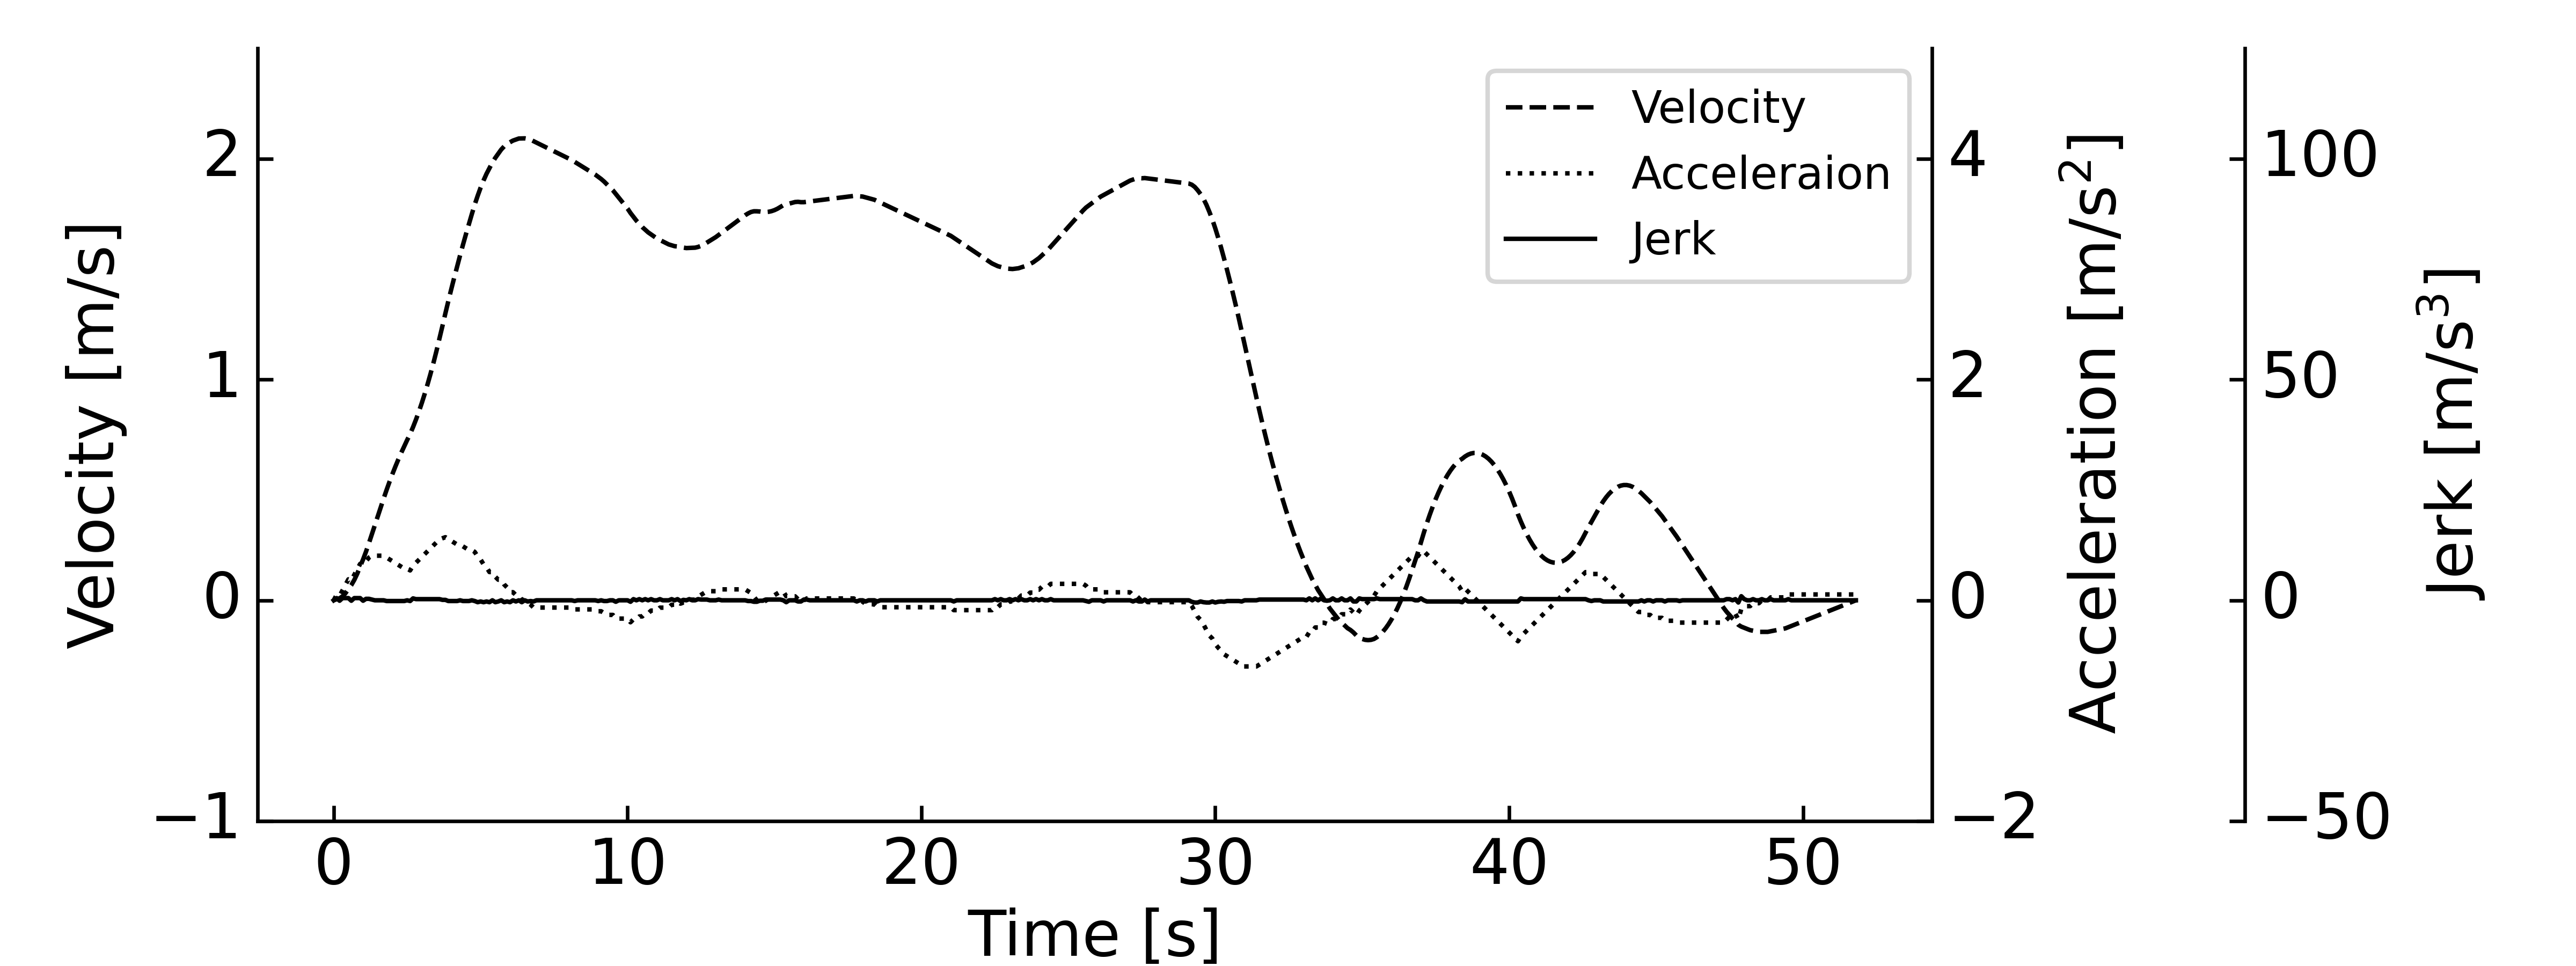 Velocity [m/s]
2
1
0
−1
0
10
20
30
40
50
Time [s]
Velocity
Acceleraion
Jerk
4
2
0
−2
Acceleration [m/s²]
100
50
0
−50
Jerk [m/s³]